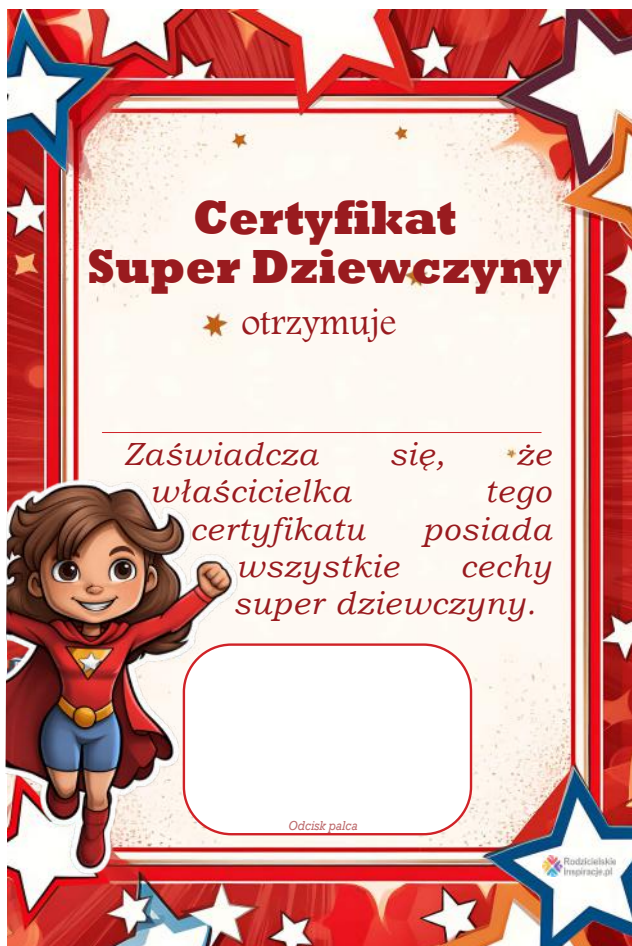 Certyfikat
Super Dziewczyny
otrzymuje
Zaświadcza się, że
właścicielka tego
certyfikatu posiada
wszystkie cechy
super dziewczyny.
Odcisk palca
Rodzicielskie
Inspiracje.pl